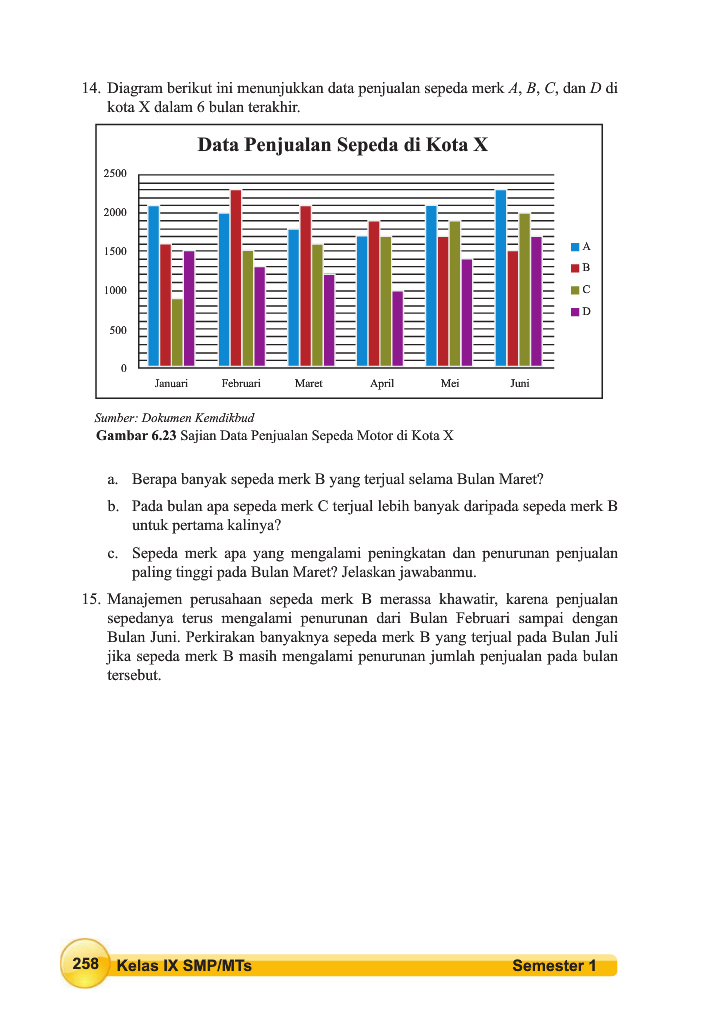 14. Diagram berikut ini menunjukkan data penjualan sepeda merk A, B, C, dan D di
kota X dalam 6 bulan terakhir.
Data Penjualan Sepeda di Kota X
2500
2000
1500
1000
500
0
Januari Februari Maret April Mei Juni
A
B
C
D
Sumber: Dokumen Kemdikbud
Gambar 6.23 Sajian Data Penjualan Sepeda Motor di Kota X
a. Berapa banyak sepeda merk B yang terjual selama Bulan Maret?
b. Pada bulan apa sepeda merk C terjual lebih banyak daripada sepeda merk B
untuk pertama kalinya?
c. Sepeda merk apa yang mengalami peningkatan dan penurunan penjualan
paling tinggi pada Bulan Maret? Jelaskan jawabanmu.
15. Manajemen perusahaan sepeda merk B merassa khawatir, karena penjualan
sepedanya terus mengalami penurunan dari Bulan Februari sampai dengan
Bulan Juni. Perkirakan banyaknya sepeda merk B yang terjual pada Bulan Juli
jika sepeda merk B masih mengalami penurunan jumlah penjualan pada bulan
tersebut.
258 Kelas IX SMP/MTs Semester 1